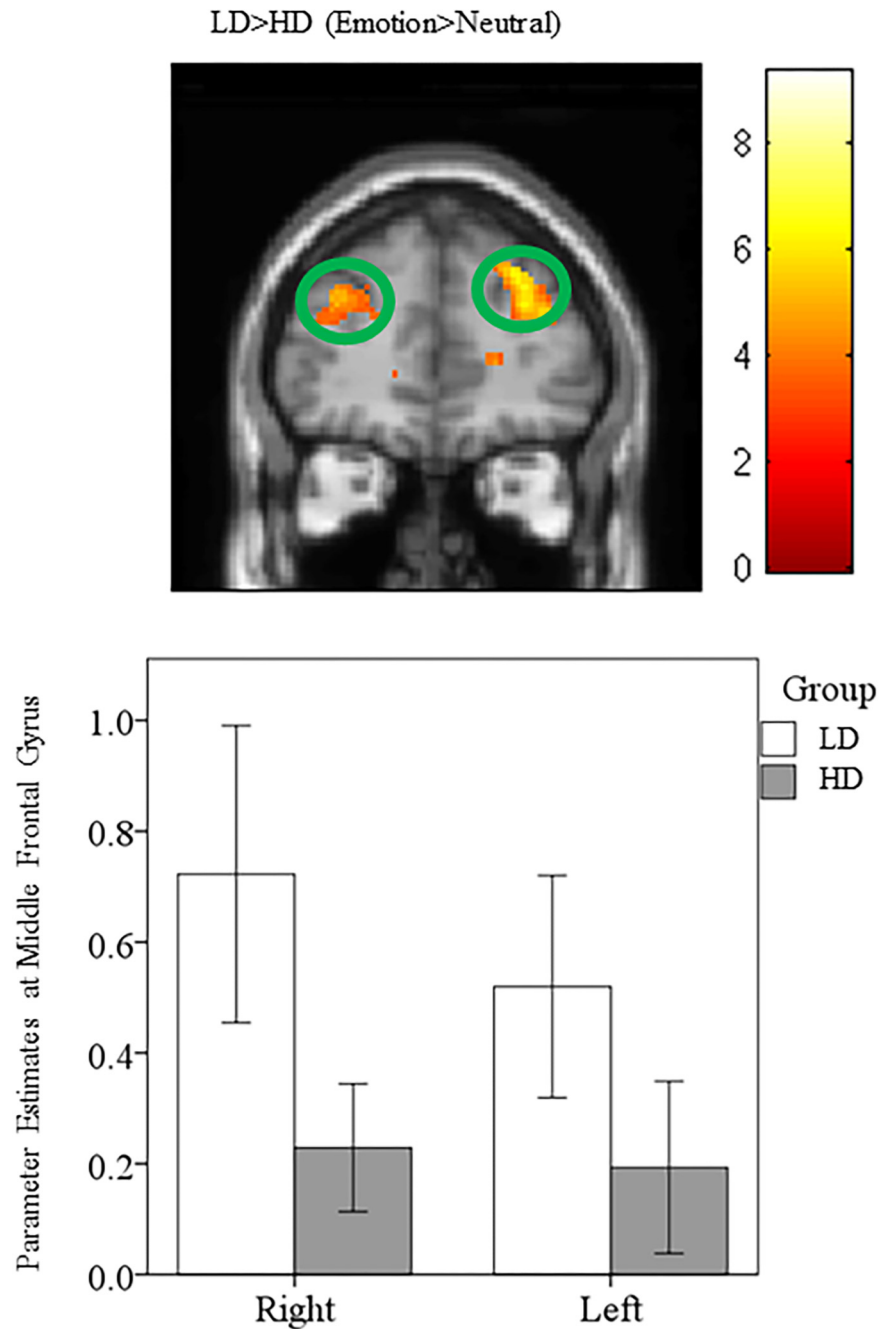 LD>HD (Emotion>Neutral)
8
6
4
2
0
Parameter Estimates at Middle Frontal Gyrus
1.0
0.8
0.6
0.4
0.2
0.0
Right
Left
Group
LD
HD